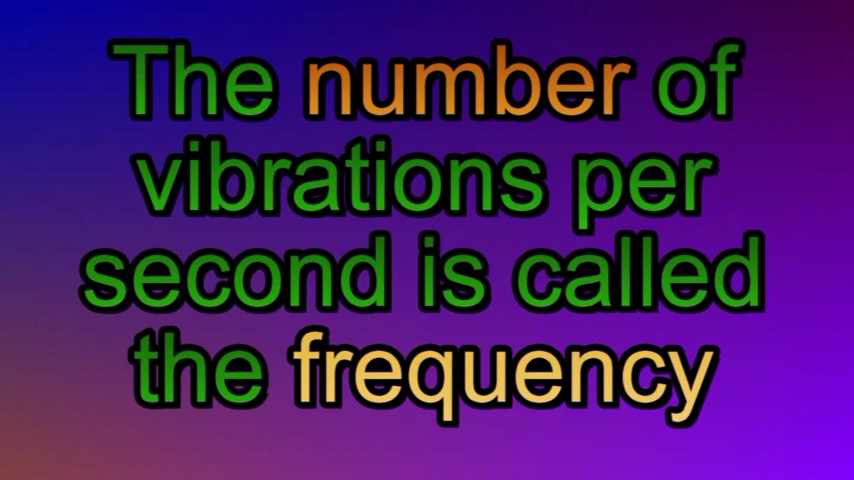 The number of
vibrations per
second is called
the frequency